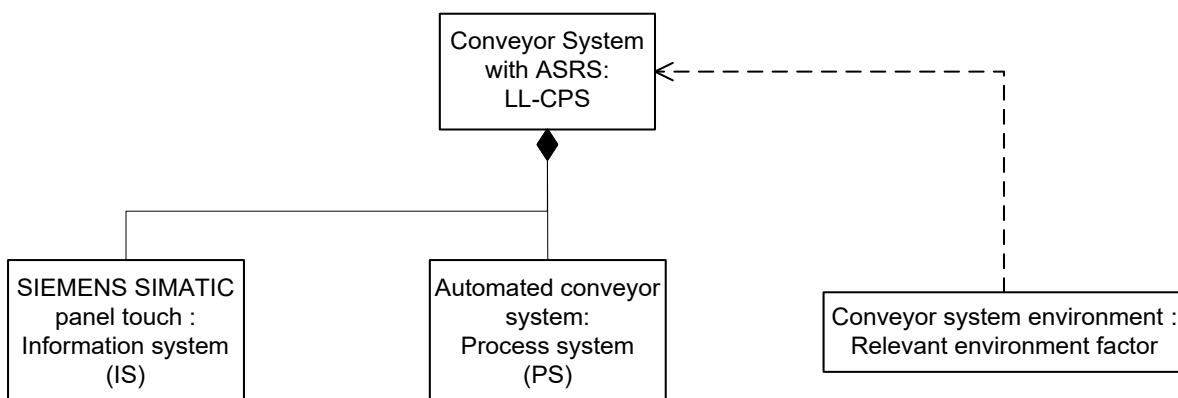 Conveyor System
with ASRS:
LL-CPS
SIEMENS SIMATIC
panel touch :
Information system
(IS)
Automated conveyor
system:
Process system
(PS)
Conveyor system environment :
Relevant environment factor